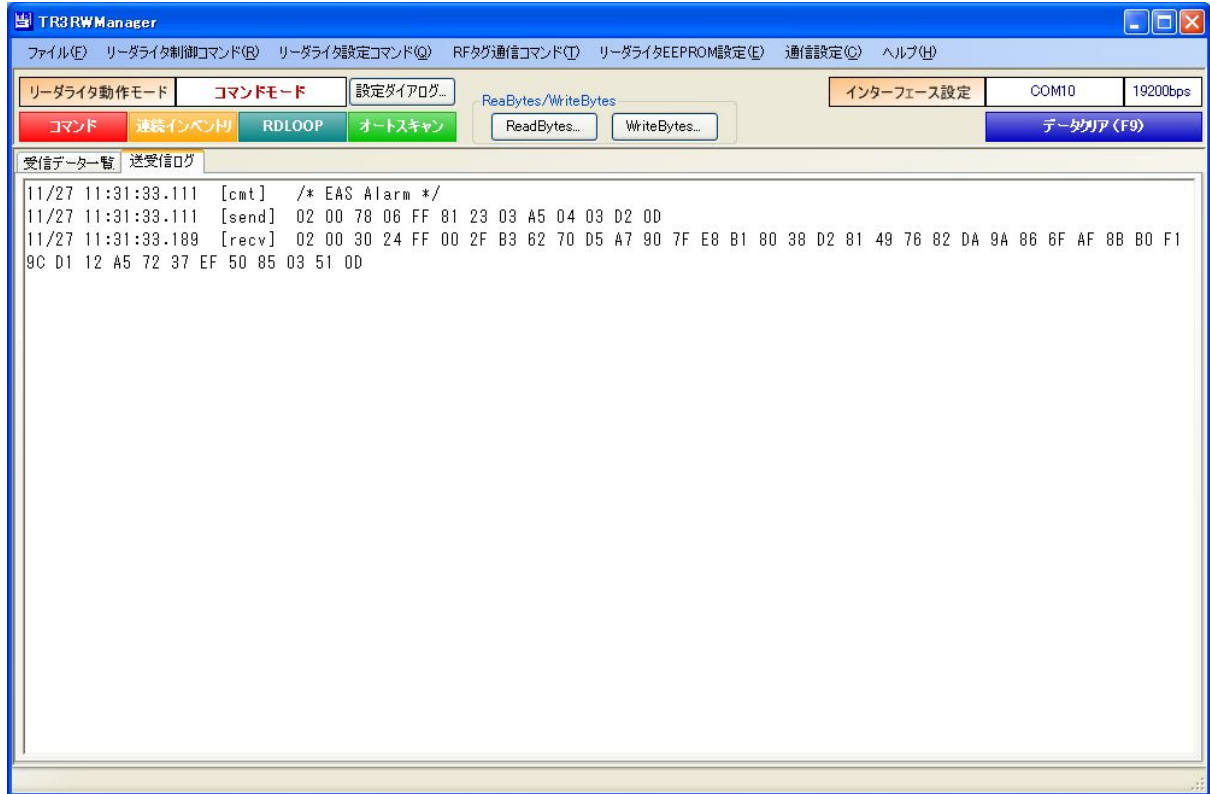 TR3RWManager
ファイル(F) リーダライタ制御コマンド(R) リーダライタ設定コマンド(Q) RFタグ通信コマンド(T) リーダライタEEPROM設定(E) 通信設定(C) ヘルプ(H)
リーダライタ動作モード コマンドモード 設定ダイアログ... ReaBytes/WriteBytes インターフェース設定 COM10 19200bps
コマンド 連続インベントリ RDLOOP オートスキャン ReadBytes... WriteBytes... データクリア(F9)
受信データ一覧 送受信ログ
11/27 11:31:33.111 [cmt] /* EAS Alarm */
11/27 11:31:33.111 [send] 02 00 78 06 FF 81 23 03 A5 04 03 D2 0D
11/27 11:31:33.189 [recv] 02 00 30 24 FF 00 2F B3 62 70 D5 A7 90 7F E8 B1 80 38 D2 81 49 76 82 DA 9A 86 6F AF 8B B0 F1
9C D1 12 A5 72 37 EF 50 85 03 51 0D